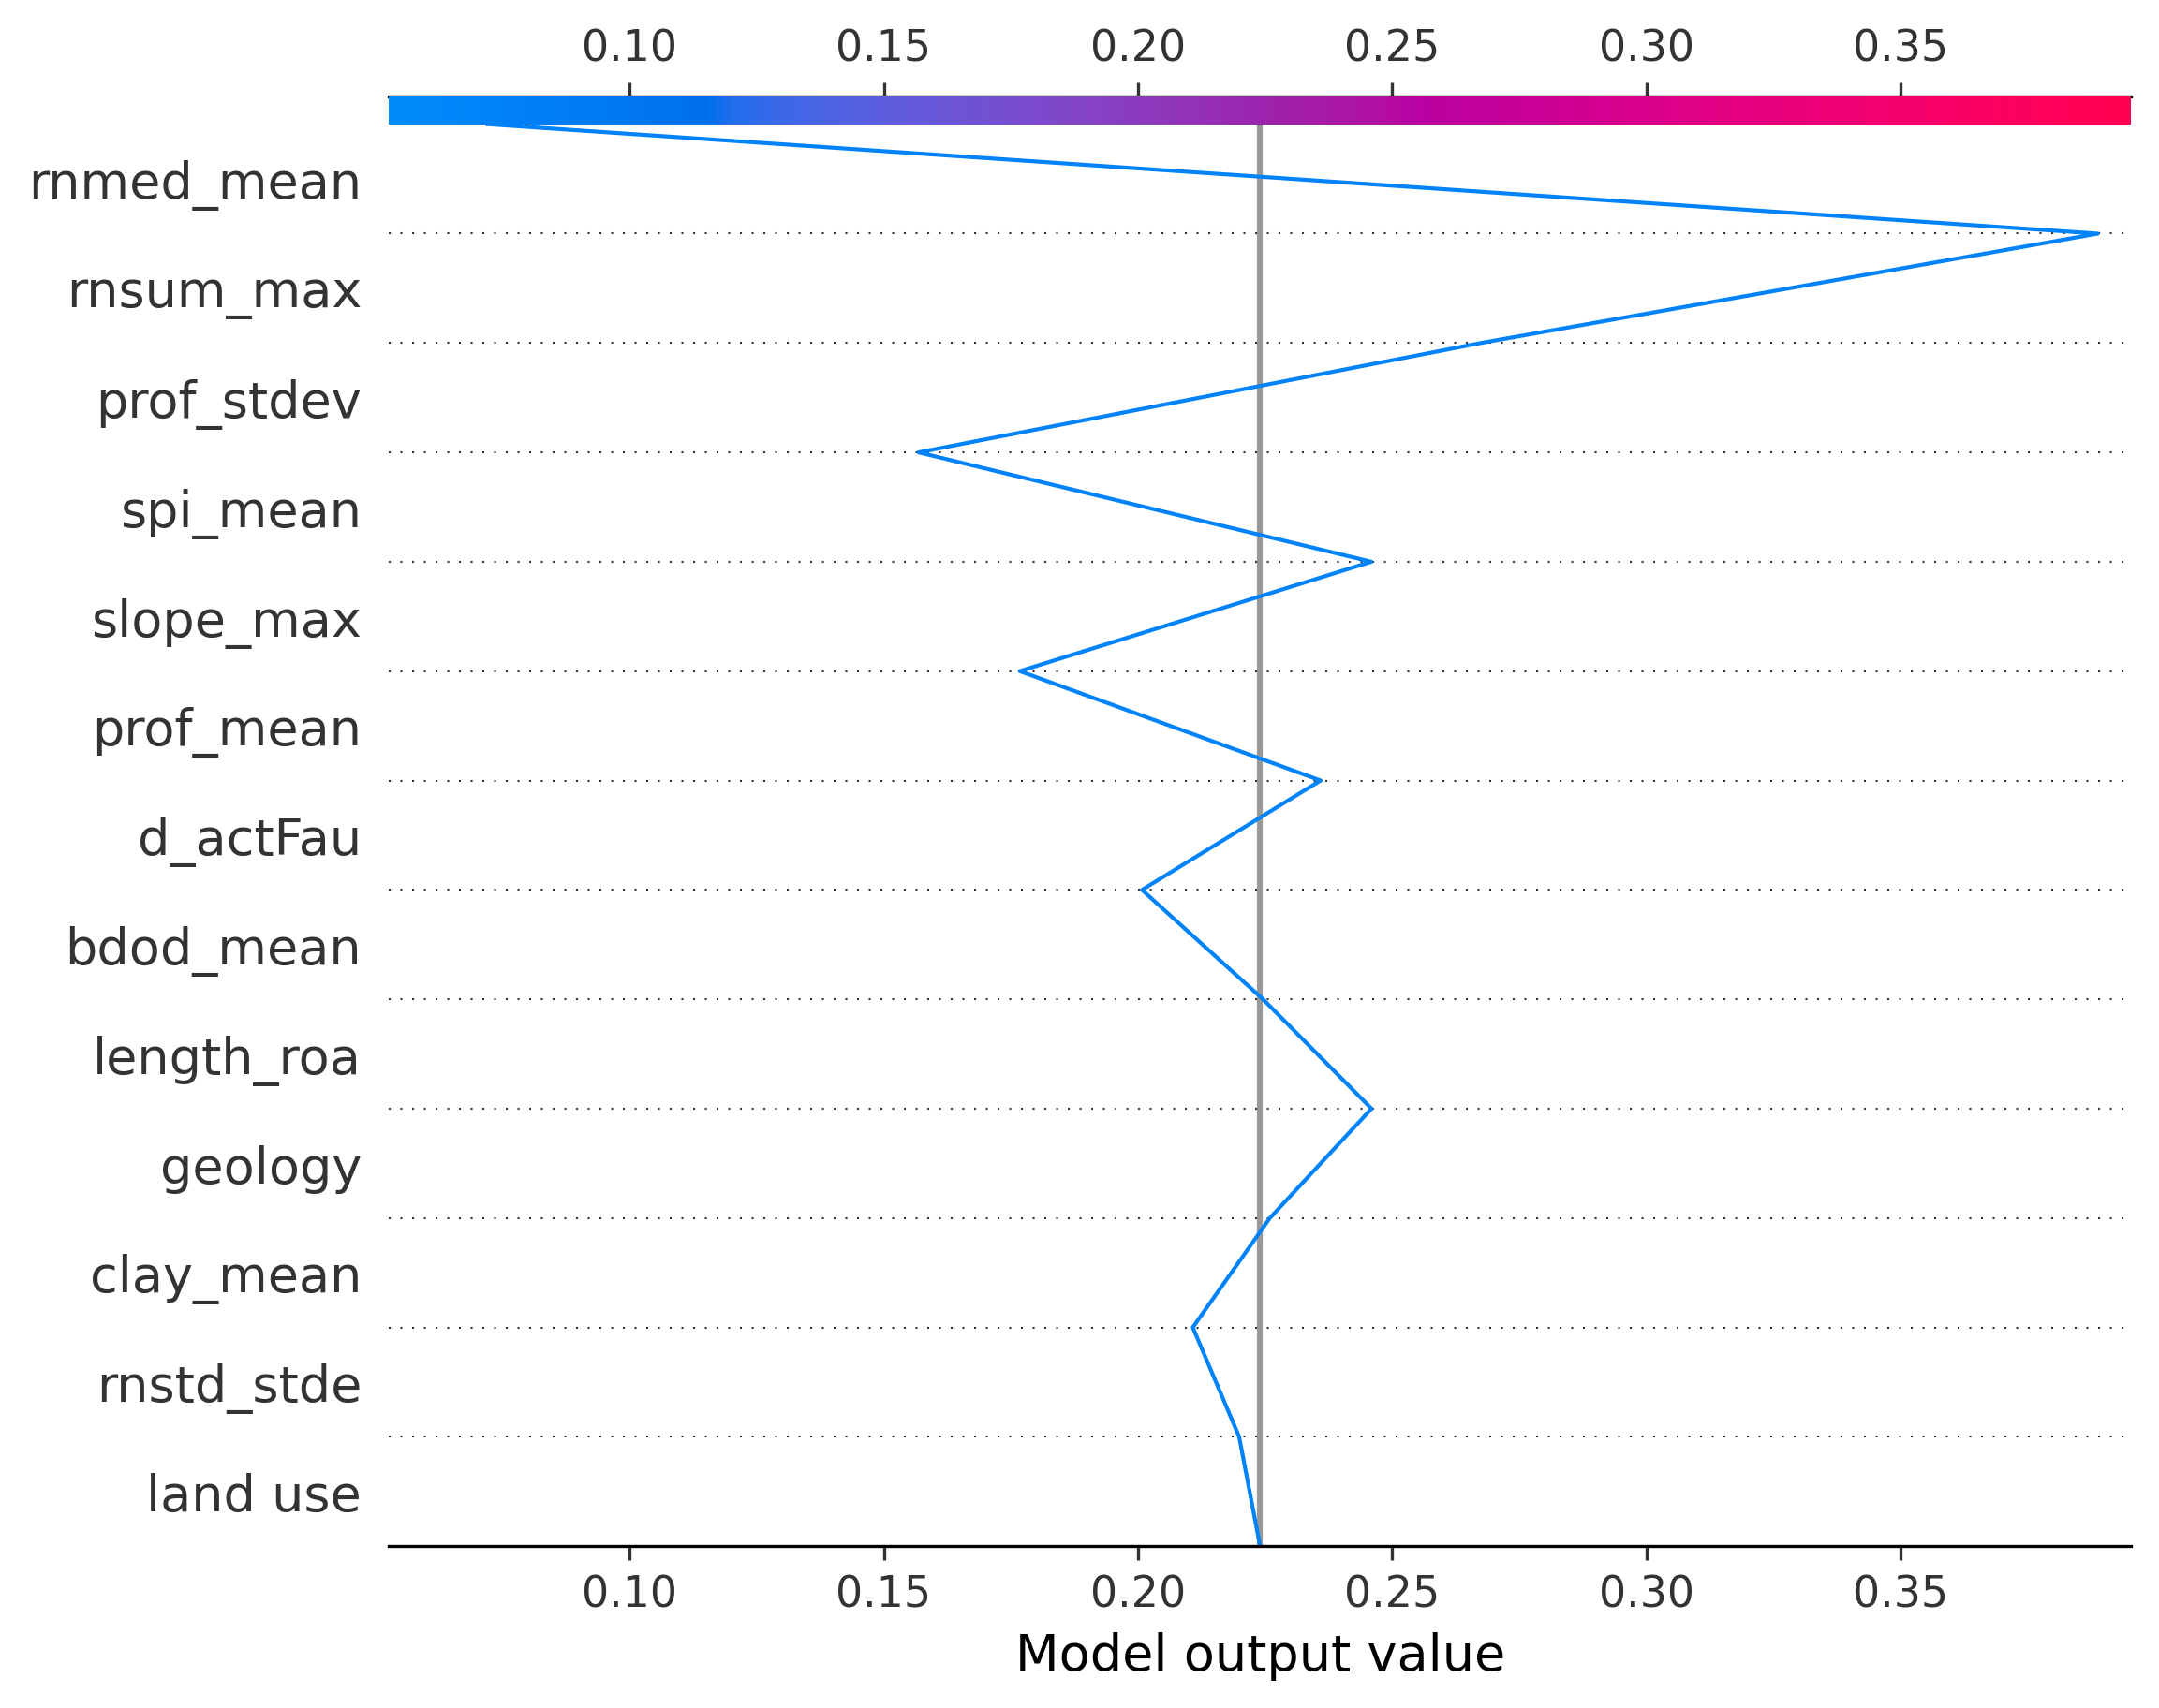 0.10 0.15 0.20 0.25 0.30 0.35
rnmed_mean
rnsum_max
prof_stdev
spi_mean
slope_max
prof_mean
d_actFau
bdod_mean
length_roa
geology
clay_mean
rnstd_stde
land use
0.10 0.15 0.20 0.25 0.30 0.35
Model output value